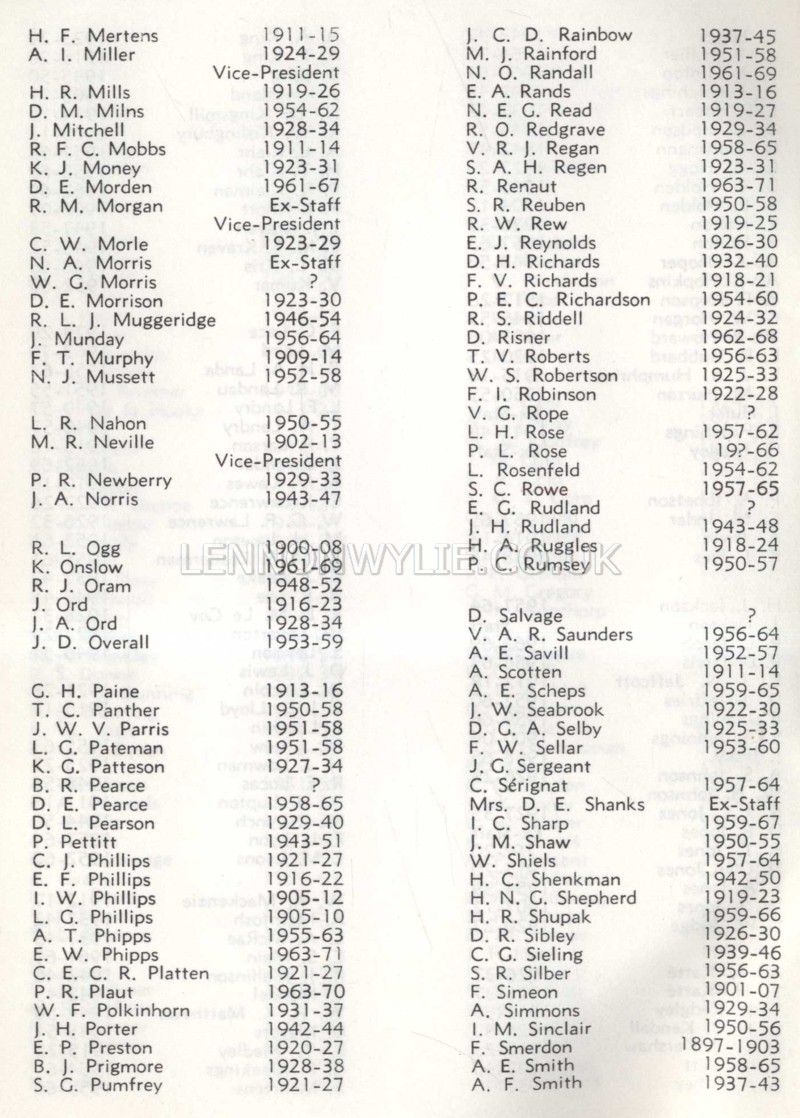 H. F. Mertens 1911-15
A. I. Miller 1924-29
Vice-President
H. R. Mills 1919-26
D. M. Milns 1954-62
J. Mitchell 1928-34
R. F. C. Mobbs 1911-14
K. J. Money 1923-31
D. E. Morden 1961-67
R. M. Morgan Ex-Staff
Vice-President
C. W. Morle 1923-29
N. A. Morris Ex-Staff
W. G. Morris ?
D. E. Morrison 1923-30
R. L. J. Muggeridge 1946-54
J. Munday 1956-64
F. T. Murphy 1909-14
N. J. Mussett 1952-58
L. R. Nahon 1950-55
M. R. Neville 1902-13
Vice-President
P. R. Newberry 1929-33
J. A. Norris 1943-47
R. L. Ogg 1900-08
K. Onslow 1961-69
R. J. Oram 1948-52
J. Ord 1916-23
J. A. Ord 1928-34
J. D. Overall 1953-59
G. H. Paine 1913-16
T. C. Panther 1950-58
J. W. V. Parris 1951-58
L. G. Pateman 1951-58
K. G. Patteson 1927-34
B. R. Pearce ?
D. E. Pearce 1958-65
D. L. Pearson 1929-40
P. Pettitt 1943-51
C. J. Phillips 1921-27
E. F. Phillips 1916-22
I. W. Phillips 1905-12
L. G. Phillips 1905-10
A. T. Phipps 1955-63
E. W. Phipps 1963-71
C. E. C. R. Platten 1921-27
P. R. Plaut 1963-70
W. F. Polkinhorn 1931-37
J. H. Porter 1942-44
E. P. Preston 1920-27
B. J. Prigmore 1928-38
S. G. Pumfrey 1921-27
J. C. D. Rainbow 1937-45
M. J. Rainford 1951-58
N. O. Randall 1961-69
E. A. Rands 1913-16
N. E. G. Read 1919-27
R. O. Redgrave 1929-34
V. R. J. Regan 1958-65
S. A. H. Regen 1923-31
R. Renaut 1963-71
S. R. Reuben 1950-58
R. W. Rew 1919-25
E. J. Reynolds 1926-30
D. H. Richards 1932-40
F. V. Richards 1918-21
P. E. C. Richardson 1954-60
R. S. Riddell 1924-32
D. Risner 1962-68
T. V. Roberts 1956-63
W. S. Robertson 1925-33
F. I. Robinson 1922-28
V. G. Rope ?
L. H. Rose 1957-62
P. L. Rose 19?-66
L. Rosenfeld 1954-62
S. C. Rowe 1957-65
E. G. Rudland ?
J. H. Rudland 1943-48
H. A. Ruggles 1918-24
P. C. Rumsey 1950-57
D. Salvage ?
V. A. R. Saunders 1956-64
A. E. Savill 1952-57
A. Scotten 1911-14
A. E. Scheps 1959-65
J. W. Seabrook 1922-30
D. G. A. Selby 1925-33
F. W. Sellar 1953-60
J. G. Sergeant
C. Sérignat 1957-64
Mrs. D. E. Shanks Ex-Staff
I. C. Sharp 1959-67
J. M. Shaw 1950-55
W. Shiels 1957-64
H. C. Shenkman 1942-50
H. N. G. Shepherd 1919-23
H. R. Shupak 1959-66
D. R. Sibley 1926-30
C. G. Sieling 1939-46
S. R. Silber 1956-63
F. Simeon 1901-07
A. Simmons 1929-34
I. M. Sinclair 1950-56
F. Smerdon 1897-1903
A. E. Smith 1958-65
A. F. Smith 1937-43
LENNONWYLIE.CO.UK